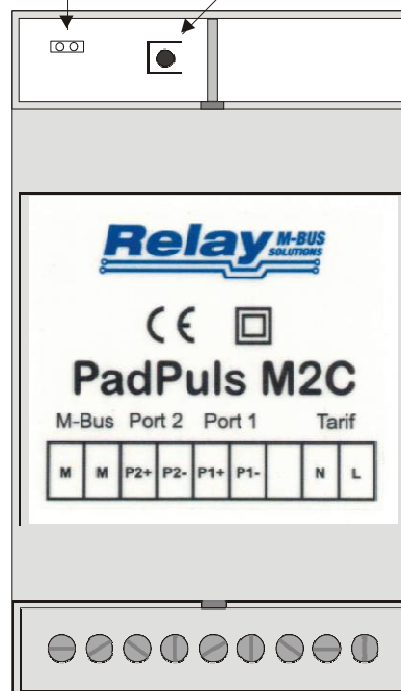 Relay M-BUS
SOLUTIONS
CE
PadPuls M2C
M-Bus Port 2 Port 1 Tarif
M M P2+ P2- P1+ P1- N L